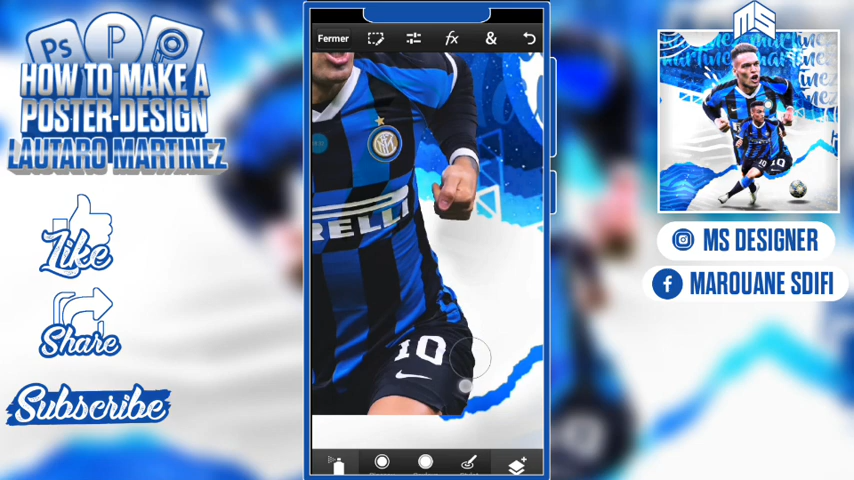 Ps P
HOW TO MAKE A
POSTER-DESIGN
LAUTARO MARTINEZ
Like
Share
Subscribe
Fermer
fx
&
RELLI
10
MS
MS DESIGNER
MAROUANE SDIFI